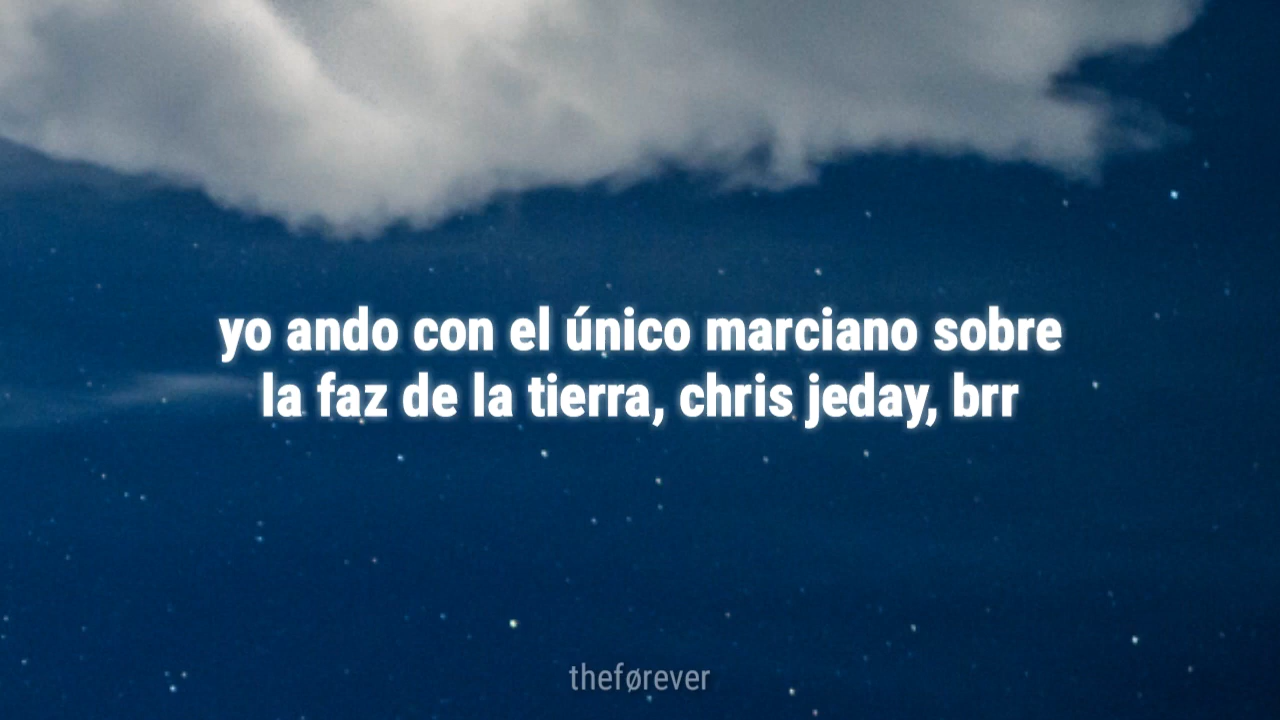 yo ando con el único marciano sobre
la faz de la tierra, chris jeday, brr
theførever